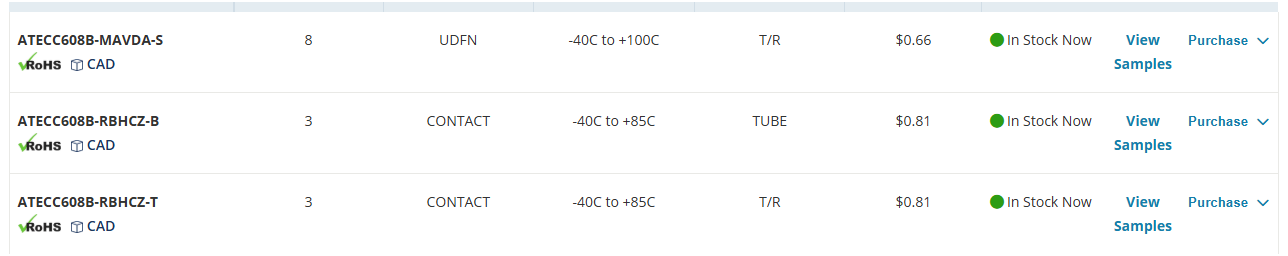 ATECC608B-MAVDA-S 8 UDFN -40C to +100C T/R $0.66 In Stock Now View Samples Purchase
RoHS CAD
ATECC608B-RBHCZ-B 3 CONTACT -40C to +85C TUBE $0.81 In Stock Now View Samples Purchase
RoHS CAD
ATECC608B-RBHCZ-T 3 CONTACT -40C to +85C T/R $0.81 In Stock Now View Samples Purchase
RoHS CAD